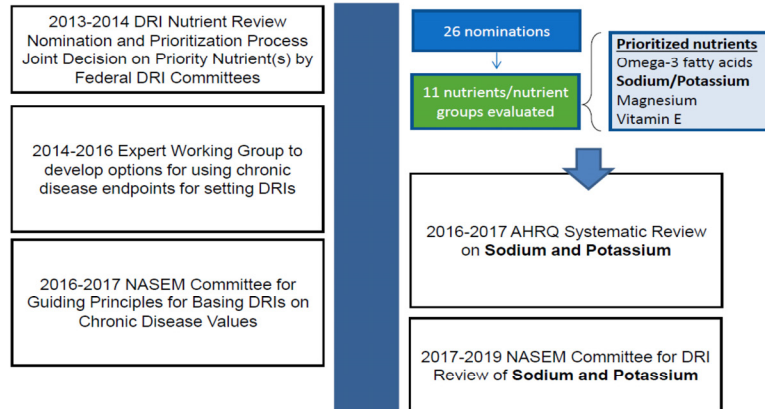 2013-2014 DRI Nutrient Review
Nomination and Prioritization Process
Joint Decision on Priority Nutrient(s) by
Federal DRI Committees
2014-2016 Expert Working Group to
develop options for using chronic
disease endpoints for setting DRIs
2016-2017 NASEM Committee for
Guiding Principles for Basing DRIs on
Chronic Disease Values
26 nominations
11 nutrients/nutrient
groups evaluated
Prioritized nutrients
Omega-3 fatty acids
Sodium/Potassium
Magnesium
Vitamin E
2016-2017 AHRQ Systematic Review
on Sodium and Potassium
2017-2019 NASEM Committee for DRI
Review of Sodium and Potassium